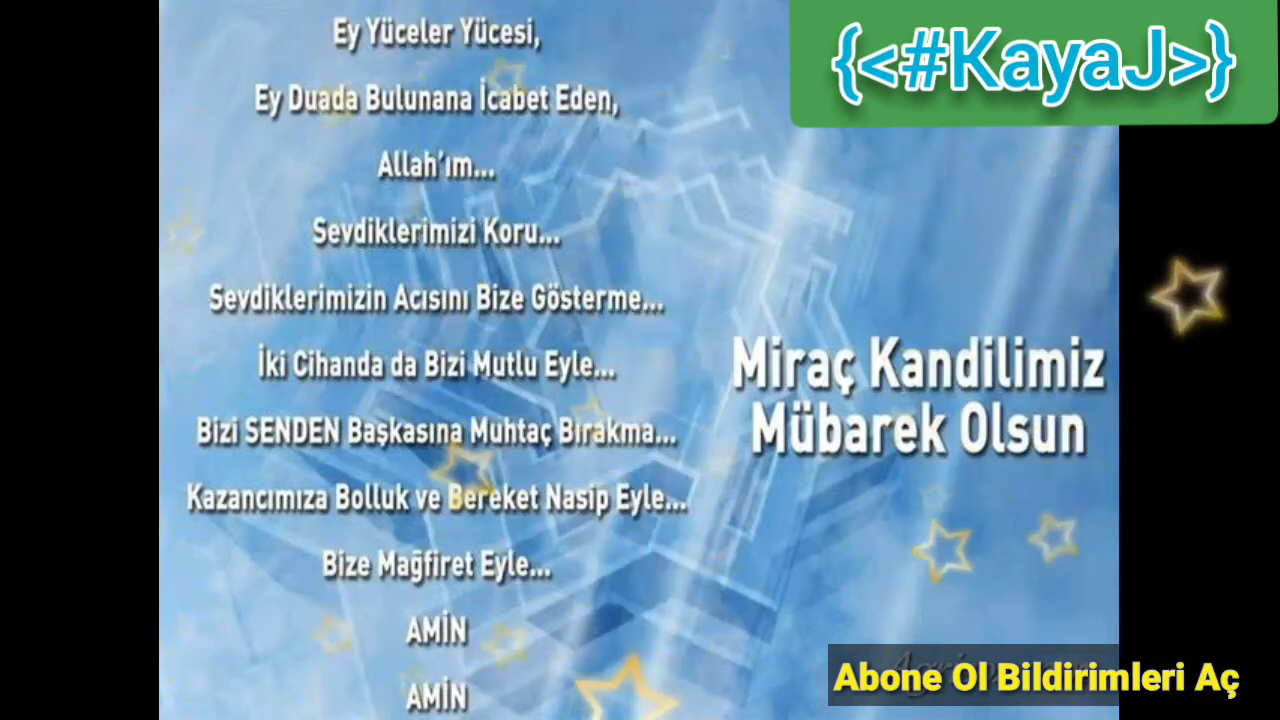 Ey Yüceler Yücesi,
Ey Duada Bulunana İcabet Eden,
Allah'ım...
Sevdiklerimizi Koru...
Sevdiklerimizin Acısını Bize Gösterme...
İki Cihanda da Bizi Mutlu Eyle...
Bizi SENDEN Başkasına Muhtaç Bırakma...
Kazancımıza Bolluk ve Bereket Nasip Eyle...
Bize Mağfiret Eyle...
AMİN
AMİN
{<#KayaJ>}
Miraç Kandilimiz
Mübarek Olsun
Abone Ol Bildirimleri Aç